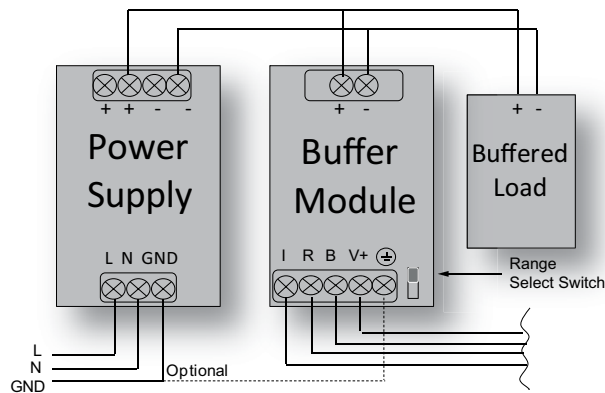 + + - -
Power
Supply
L N GND
+ -
Buffer
Module
I R B V+
+ -
Buffered
Load
Range
Select Switch
L
N
GND
Optional